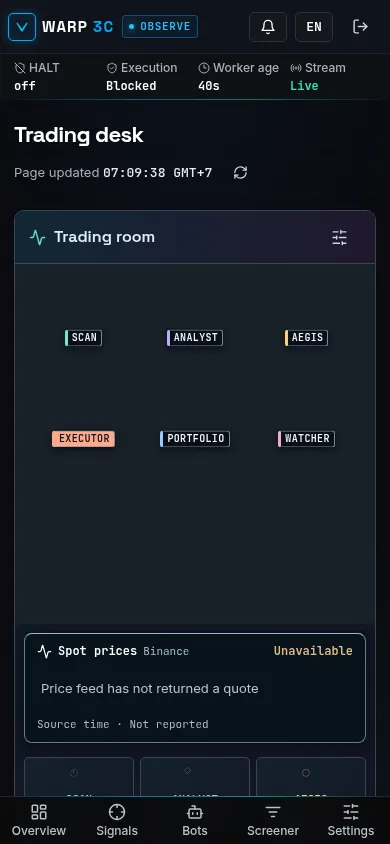 WARP 3C OBSERVE EN
HALT Execution Worker age Stream
off Blocked 40s Live
Trading desk
Page updated 07:09:38 GMT+7
Trading room
SCAN ANALYST AEGIS
EXECUTOR PORTFOLIO WATCHER
Spot prices Binance Unavailable
Price feed has not returned a quote
Source time · Not reported
Overview Signals Bots Screener Settings